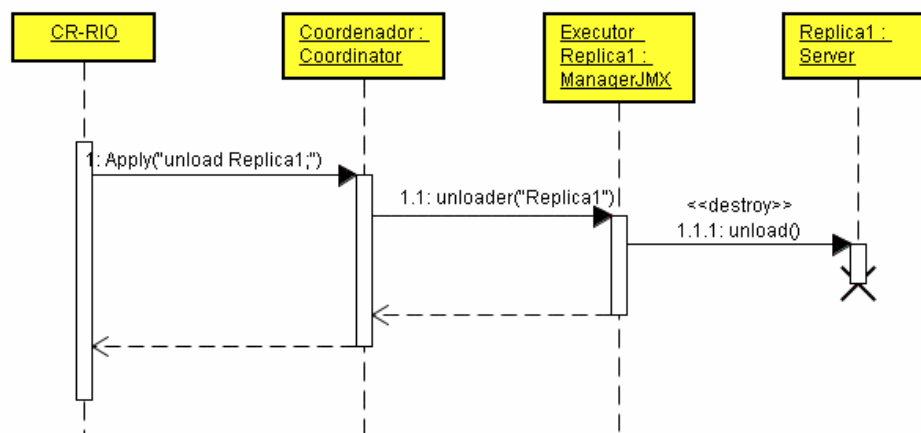 CR-RIO
Coordenador :
Coordinator
Executor
Replica1 :
ManagerJMX
Replica1 :
Server
1: Apply("unload Replica1;")
1.1: unloader("Replica1")
<<destroy>>
1.1.1: unload()